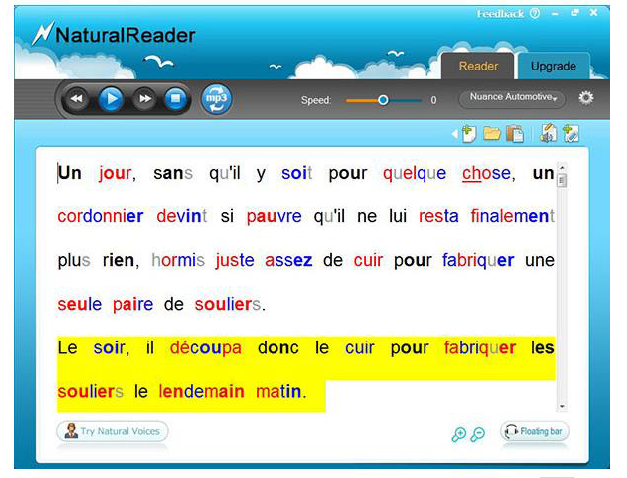 Feedback
NaturalReader
Reader Upgrade
mp3 Speed: 0 Nuance Automotive
Un jour, sans qu'il y soit pour quelque chose, un
cordonnier devint si pauvre qu'il ne lui resta finalement
plus rien, hormis juste assez de cuir pour fabriquer une
seule paire de souliers.
Le soir, il découpa donc le cuir pour fabriquer les
souliers le lendemain matin.
Try Natural Voices Floating bar